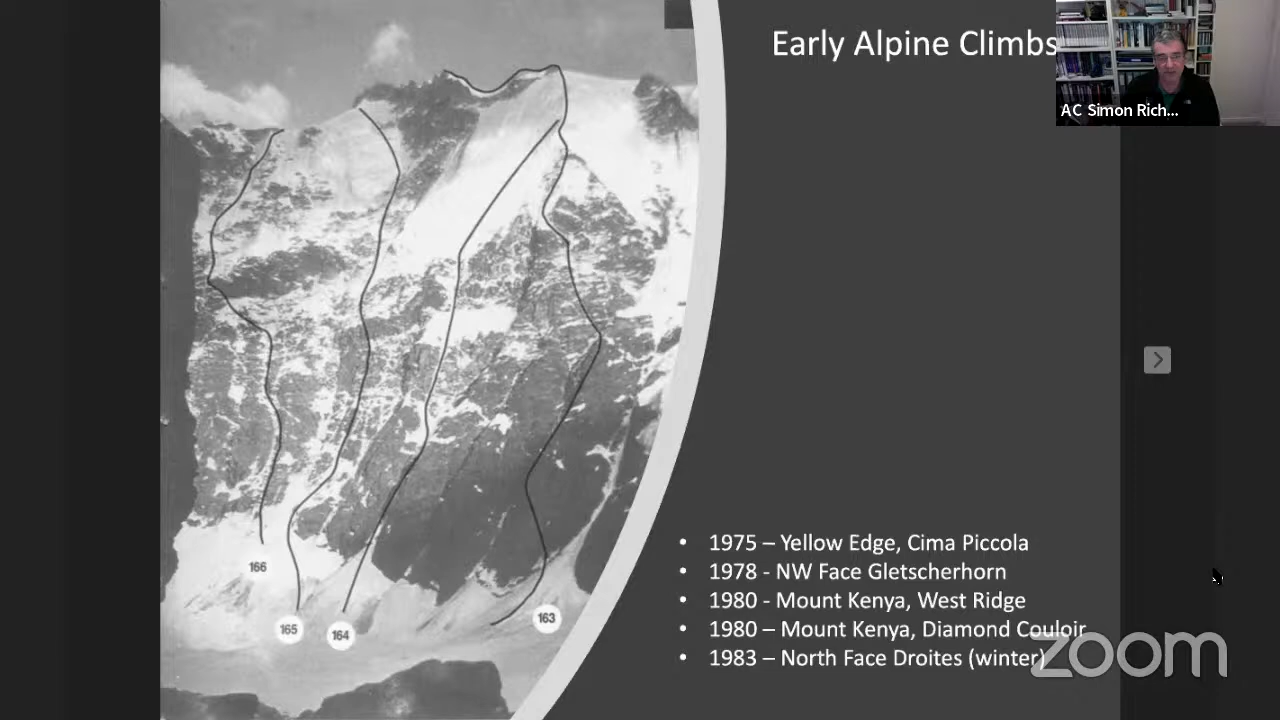 Early Alpine Climbs
AC Simon Rich...
166
165
164
163
• 1975 – Yellow Edge, Cima Piccola
• 1978 - NW Face Gletscherhorn
• 1980 - Mount Kenya, West Ridge
• 1980 – Mount Kenya, Diamond Couloir
• 1983 – North Face Droites (winter)
zoom